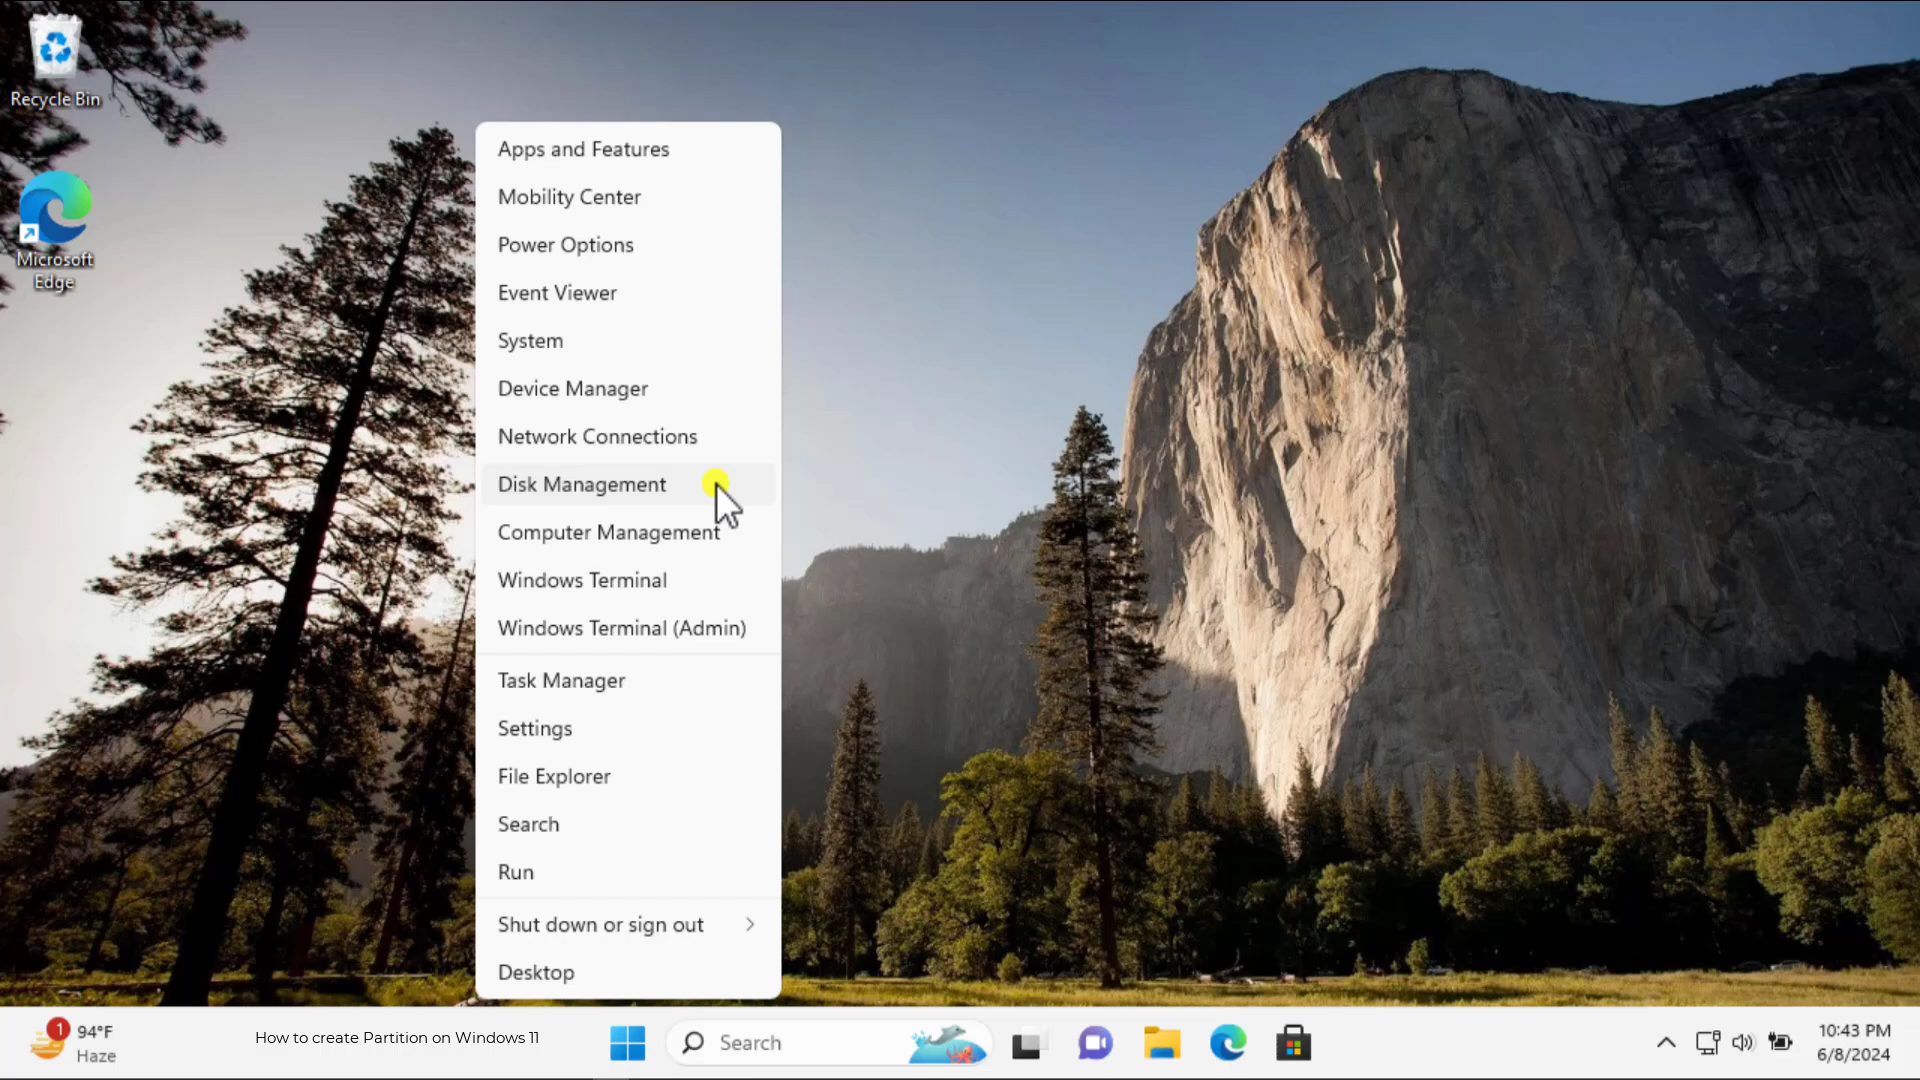 Recycle Bin
Microsoft
Edge
Apps and Features
Mobility Center
Power Options
Event Viewer
System
Device Manager
Network Connections
Disk Management
Computer Management
Windows Terminal
Windows Terminal (Admin)
Task Manager
Settings
File Explorer
Search
Run
Shut down or sign out
Desktop
1
94°F
Haze
How to create Partition on Windows 11
Search
10:43 PM
6/8/2024